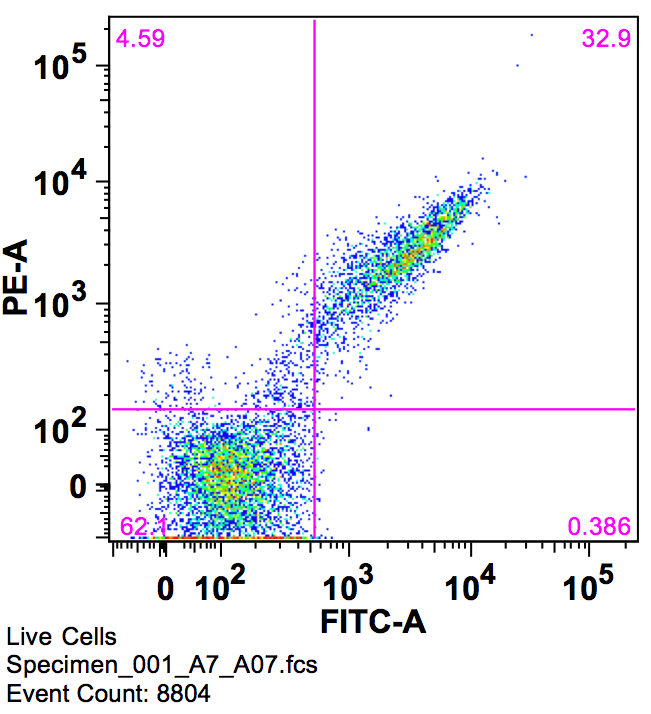 4.59 32.9
10^5
10^4
PE-A
10^3
10^2
0
62.1 0.386
0 10^2 10^3 10^4 10^5
FITC-A
Live Cells
Specimen_001_A7_A07.fcs
Event Count: 8804